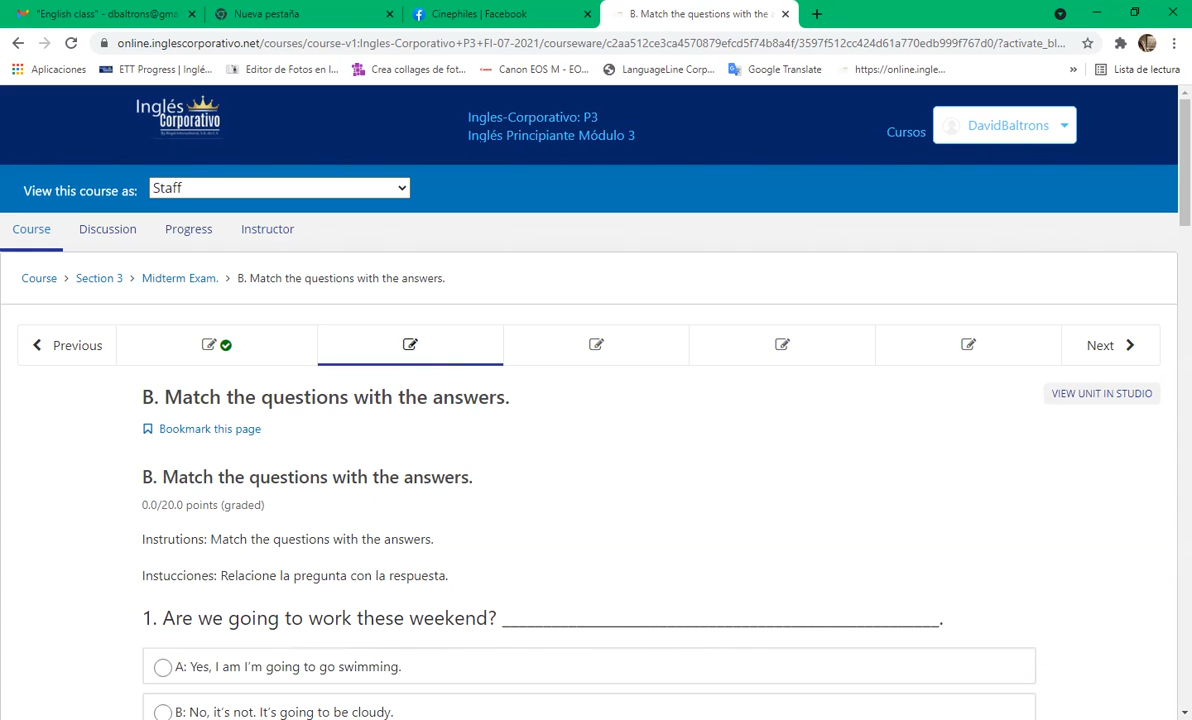 "English class" - dbaltrons@gma
Nueva pestaña
Cinephiles | Facebook
B. Match the questions with the a
online.inglescorporativo.net/courses/course-v1:Ingles-Corporativo+P3+FI-07-2021/courseware/c2aa512ce3ca4570879efcd5f74b8a4f/3597f512cc424d61a770edb999f767d0/?activate_bl...
Aplicaciones ETT Progress | Inglé... Editor de Fotos en l... Crea collages de fot... Canon EOS M - EO... LanguageLine Corp... Google Translate https://online.ingle... » Lista de lectura
Inglés
Corporativo
Ingles-Corporativo: P3
Inglés Principiante Módulo 3
Cursos DavidBaltrons
View this course as: Staff
Course Discussion Progress Instructor
Course > Section 3 > Midterm Exam. > B. Match the questions with the answers.
Previous Next
B. Match the questions with the answers.
VIEW UNIT IN STUDIO
Bookmark this page
B. Match the questions with the answers.
0.0/20.0 points (graded)
Instrutions: Match the questions with the answers.
Instucciones: Relacione la pregunta con la respuesta.
1. Are we going to work these weekend? ________________________________________.
A: Yes, I am I'm going to go swimming.
B: No, it's not. It's going to be cloudy.